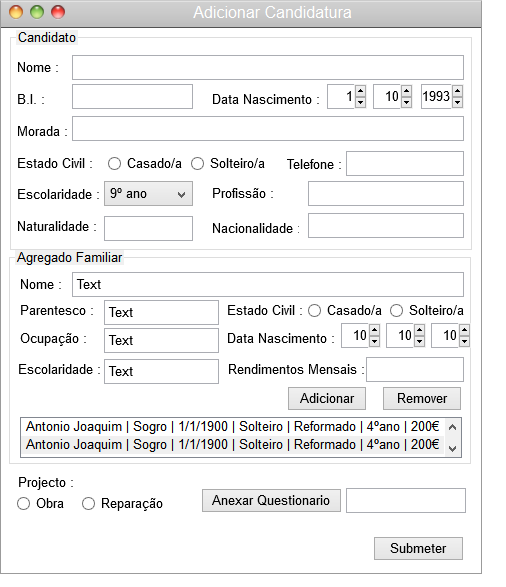 Adicionar Candidatura
Candidato
Nome :
B.I. : Data Nascimento : 1 10 1993
Morada :
Estado Civil : Casado/a Solteiro/a Telefone :
Escolaridade : 9º ano Profissão :
Naturalidade : Nacionalidade :
Agregado Familiar
Nome : Text
Parentesco : Text Estado Civil : Casado/a Solteiro/a
Ocupação : Text Data Nascimento : 10 10 10
Escolaridade : Text Rendimentos Mensais :
Adicionar Remover
Antonio Joaquim | Sogro | 1/1/1900 | Solteiro | Reformado | 4ºano | 200€
Antonio Joaquim | Sogro | 1/1/1900 | Solteiro | Reformado | 4ºano | 200€
Projecto :
Obra Reparação Anexar Questionario
Submeter